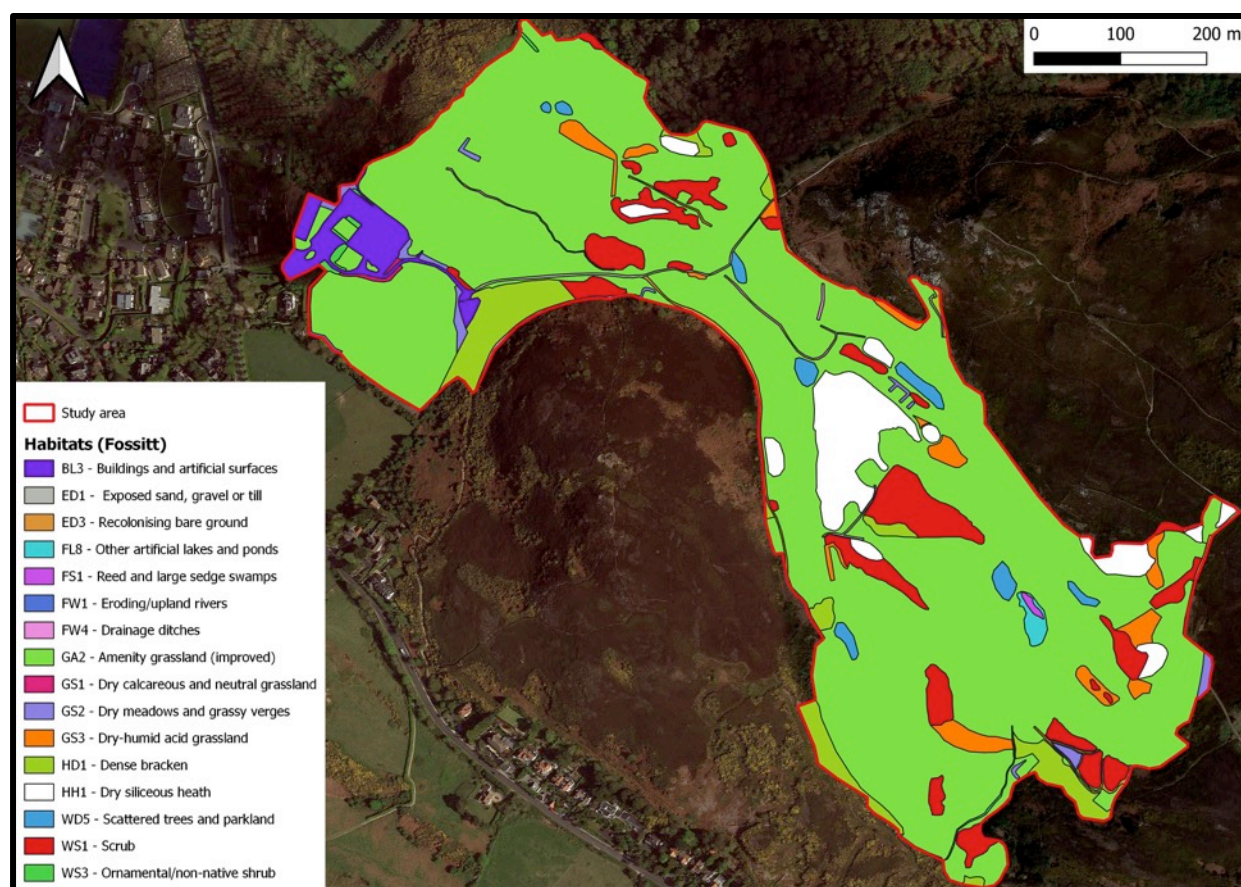 0 100 200 m
Study area
Habitats (Fossitt)
BL3 - Buildings and artificial surfaces
ED1 - Exposed sand, gravel or till
ED3 - Recolonising bare ground
FL8 - Other artificial lakes and ponds
FS1 - Reed and large sedge swamps
FW1 - Eroding/upland rivers
FW4 - Drainage ditches
GA2 - Amenity grassland (improved)
GS1 - Dry calcareous and neutral grassland
GS2 - Dry meadows and grassy verges
GS3 - Dry-humid acid grassland
HD1 - Dense bracken
HH1 - Dry siliceous heath
WD5 - Scattered trees and parkland
WS1 - Scrub
WS3 - Ornamental/non-native shrub